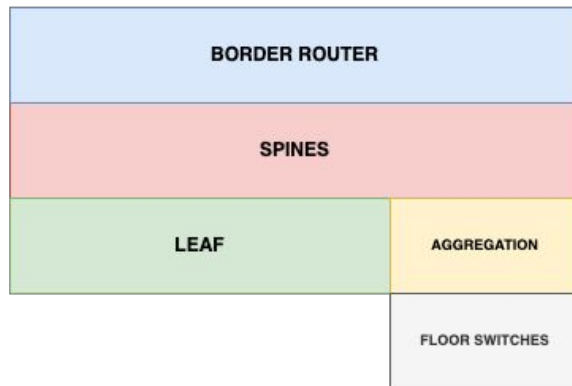 BORDER ROUTER
SPINES
LEAF
AGGREGATION
FLOOR SWITCHES